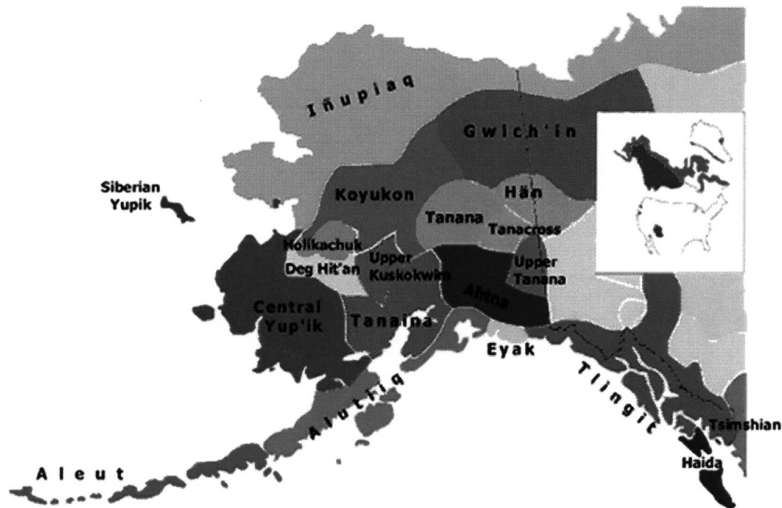 Iñupiaq
Gwich'in
Siberian
Yupik
Koyukon
Hän
Tanana
Tanacross
Holikachuk
Deg Hit'an
Upper
Kuskokwim
Upper
Tanana
Ahtna
Central
Yup'ik
Tanaina
Eyak
Alutiiq
Tlingit
Tsimshian
Haida
Aleut